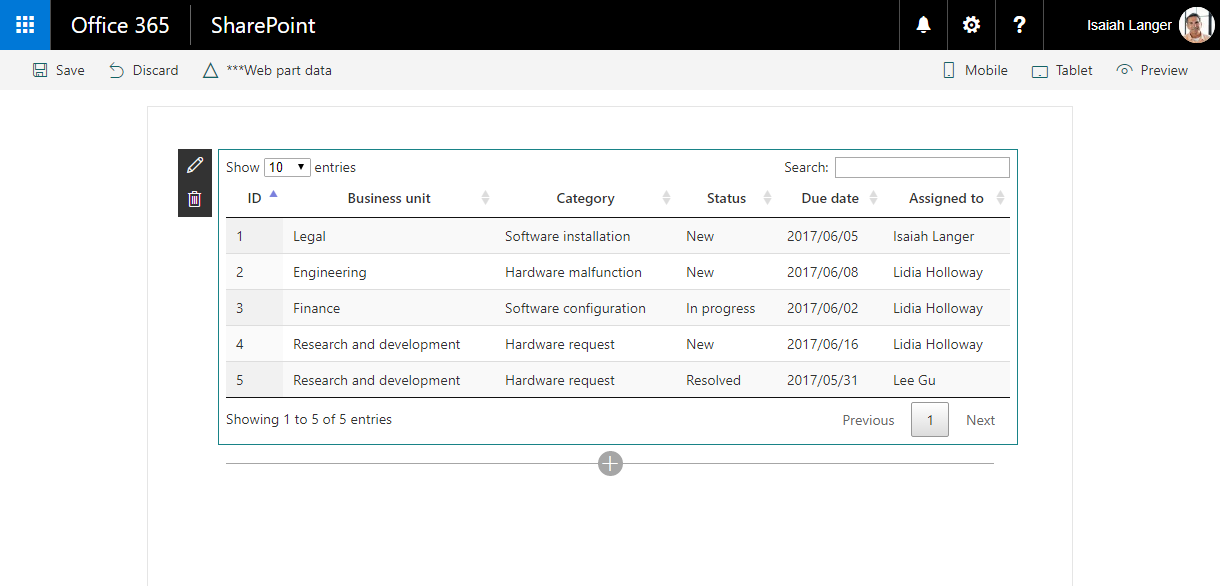 Office 365 SharePoint ? Isaiah Langer
Save Discard ***Web part data Mobile Tablet Preview
Show 10 entries Search:
ID Business unit Category Status Due date Assigned to
1 Legal Software installation New 2017/06/05 Isaiah Langer
2 Engineering Hardware malfunction New 2017/06/08 Lidia Holloway
3 Finance Software configuration In progress 2017/06/02 Lidia Holloway
4 Research and development Hardware request New 2017/06/16 Lidia Holloway
5 Research and development Hardware request Resolved 2017/05/31 Lee Gu
Showing 1 to 5 of 5 entries Previous 1 Next